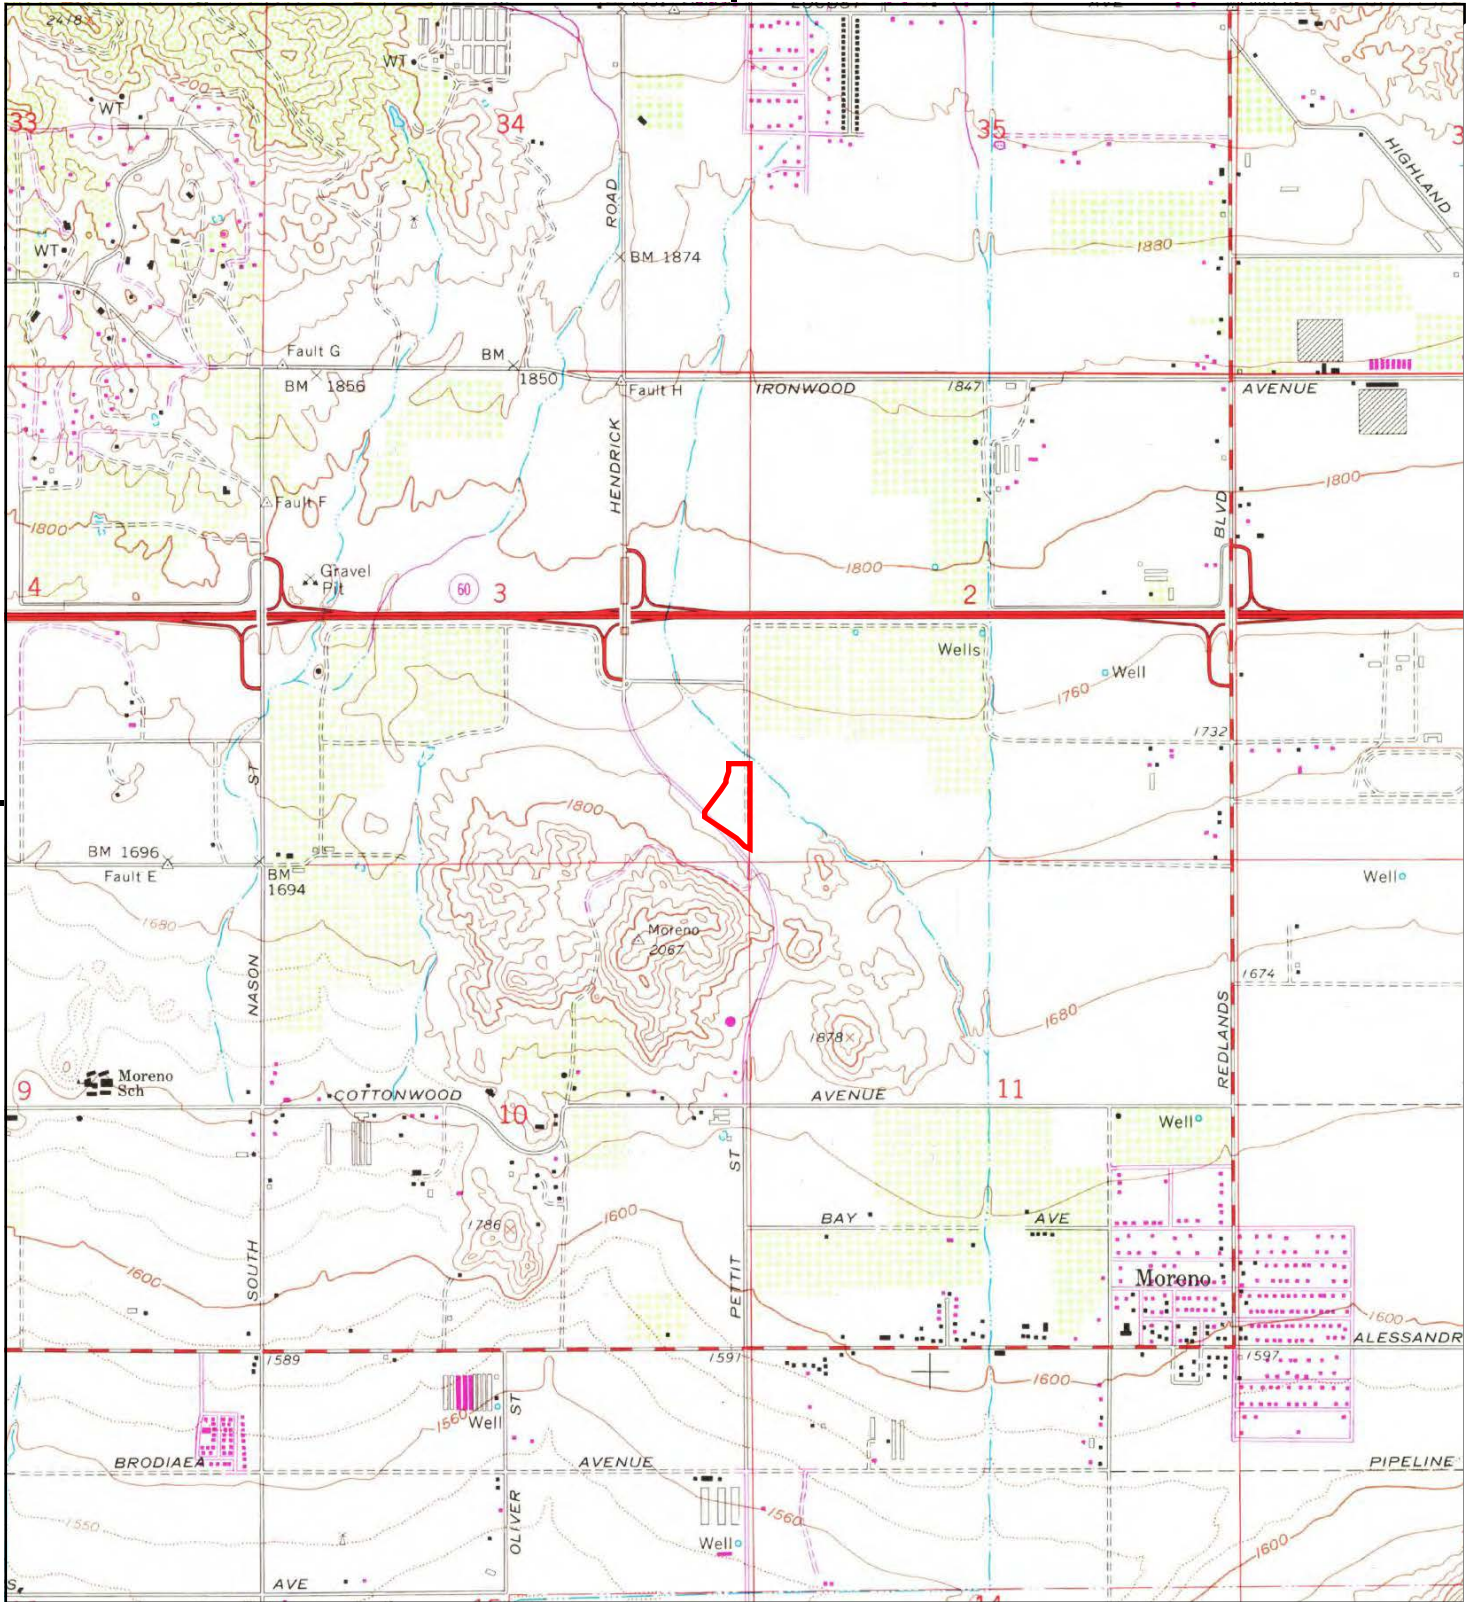 2418
2200
WT
WT
33
34
35
HIGHLAND
ROAD
WT
BM 1874
1880
Fault G
BM
BM 1856
1850
Fault H
IRONWOOD
1847
AVENUE
HENDRICK
Fault F
1800
1800
BLVD
1800
Gravel
Pit
4
60
3
2
Wells
Well
1760
1732
ST
1800
BM 1696
Fault E
BM
1694
Well
1680
Moreno
2067
NASON
1674
1680
REDLANDS
1878
Moreno
Sch
9
COTTONWOOD
AVENUE
10
11
Well
ST
1786
1600
BAY
AVE
SOUTH
1600
PETTIT
Moreno
1600
ALESSANDR
1589
1591
1597
1600
1560
Well
ST
BRODIAEA
AVENUE
PIPELINE
1550
OLIVER
1560
Well
1600
AVE